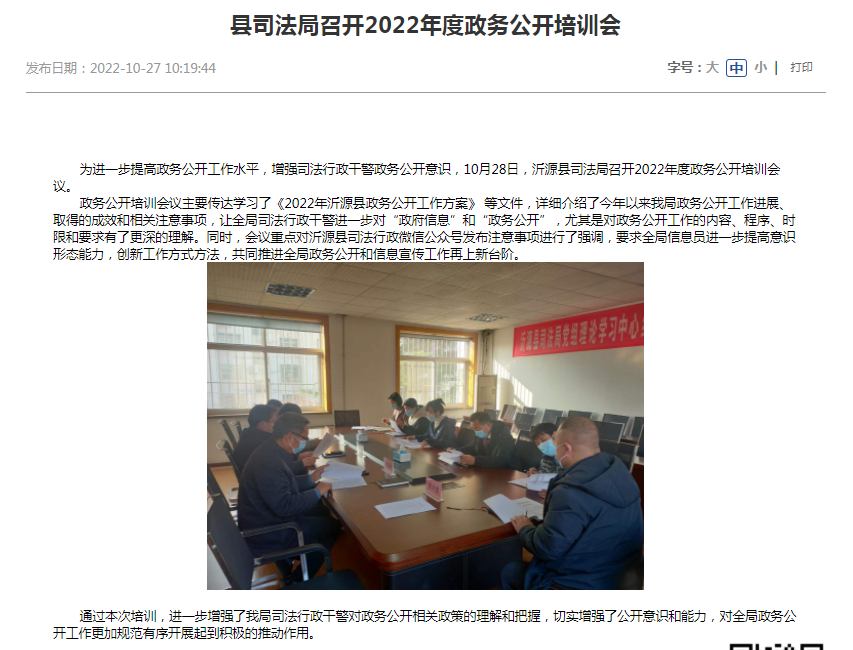 县司法局召开2022年度政务公开培训会
发布日期：2022-10-27 10:19:44
字号：大 中 小 | 打印
为进一步提高政务公开工作水平，增强司法行政干警政务公开意识，10月28日，沂源县司法局召开2022年度政务公开培训会
议。
政务公开培训会议主要传达学习了《2022年沂源县政务公开工作方案》 等文件，详细介绍了今年以来我局政务公开工作进展、
取得的成效和相关注意事项，让全局司法行政干警进一步对“政府信息”和“政务公开”，尤其是对政务公开工作的内容、程序、时
限和要求有了更深的理解。同时，会议重点对沂源县司法行政微信公众号发布注意事项进行了强调，要求全局信息员进一步提高意识
形态能力，创新工作方式方法，共同推进全局政务公开和信息宣传工作再上新台阶。
沂源县司法局党组理论学习中心
通过本次培训，进一步增强了我局司法行政干警对政务公开相关政策的理解和把握，切实增强了公开意识和能力，对全局政务公
开工作更加规范有序开展起到积极的推动作用。